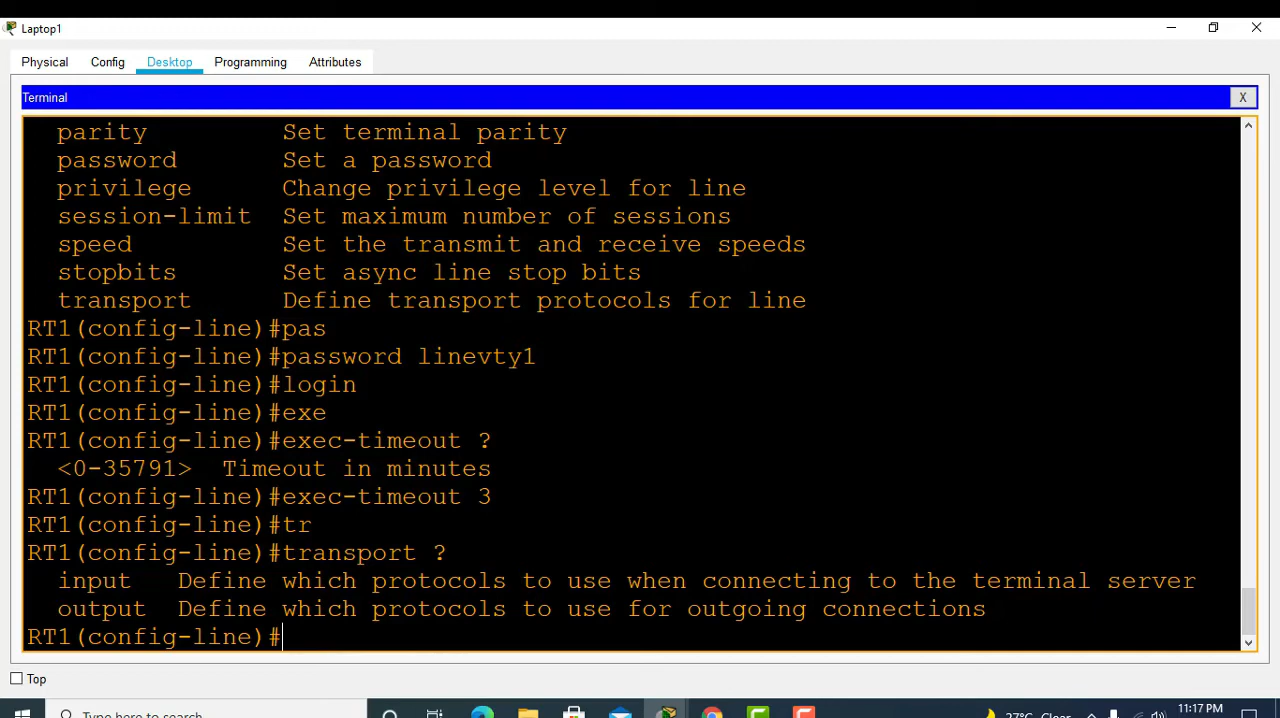 Laptop1
Physical Config Desktop Programming Attributes
Terminal X
parity Set terminal parity
password Set a password
privilege Change privilege level for line
session-limit Set maximum number of sessions
speed Set the transmit and receive speeds
stopbits Set async line stop bits
transport Define transport protocols for line
RT1(config-line)#pas
RT1(config-line)#password linevty1
RT1(config-line)#login
RT1(config-line)#exe
RT1(config-line)#exec-timeout ?
<0-35791> Timeout in minutes
RT1(config-line)#exec-timeout 3
RT1(config-line)#tr
RT1(config-line)#transport ?
input Define which protocols to use when connecting to the terminal server
output Define which protocols to use for outgoing connections
RT1(config-line)#
Top
11:17 PM
Type here to search
27°C Clear